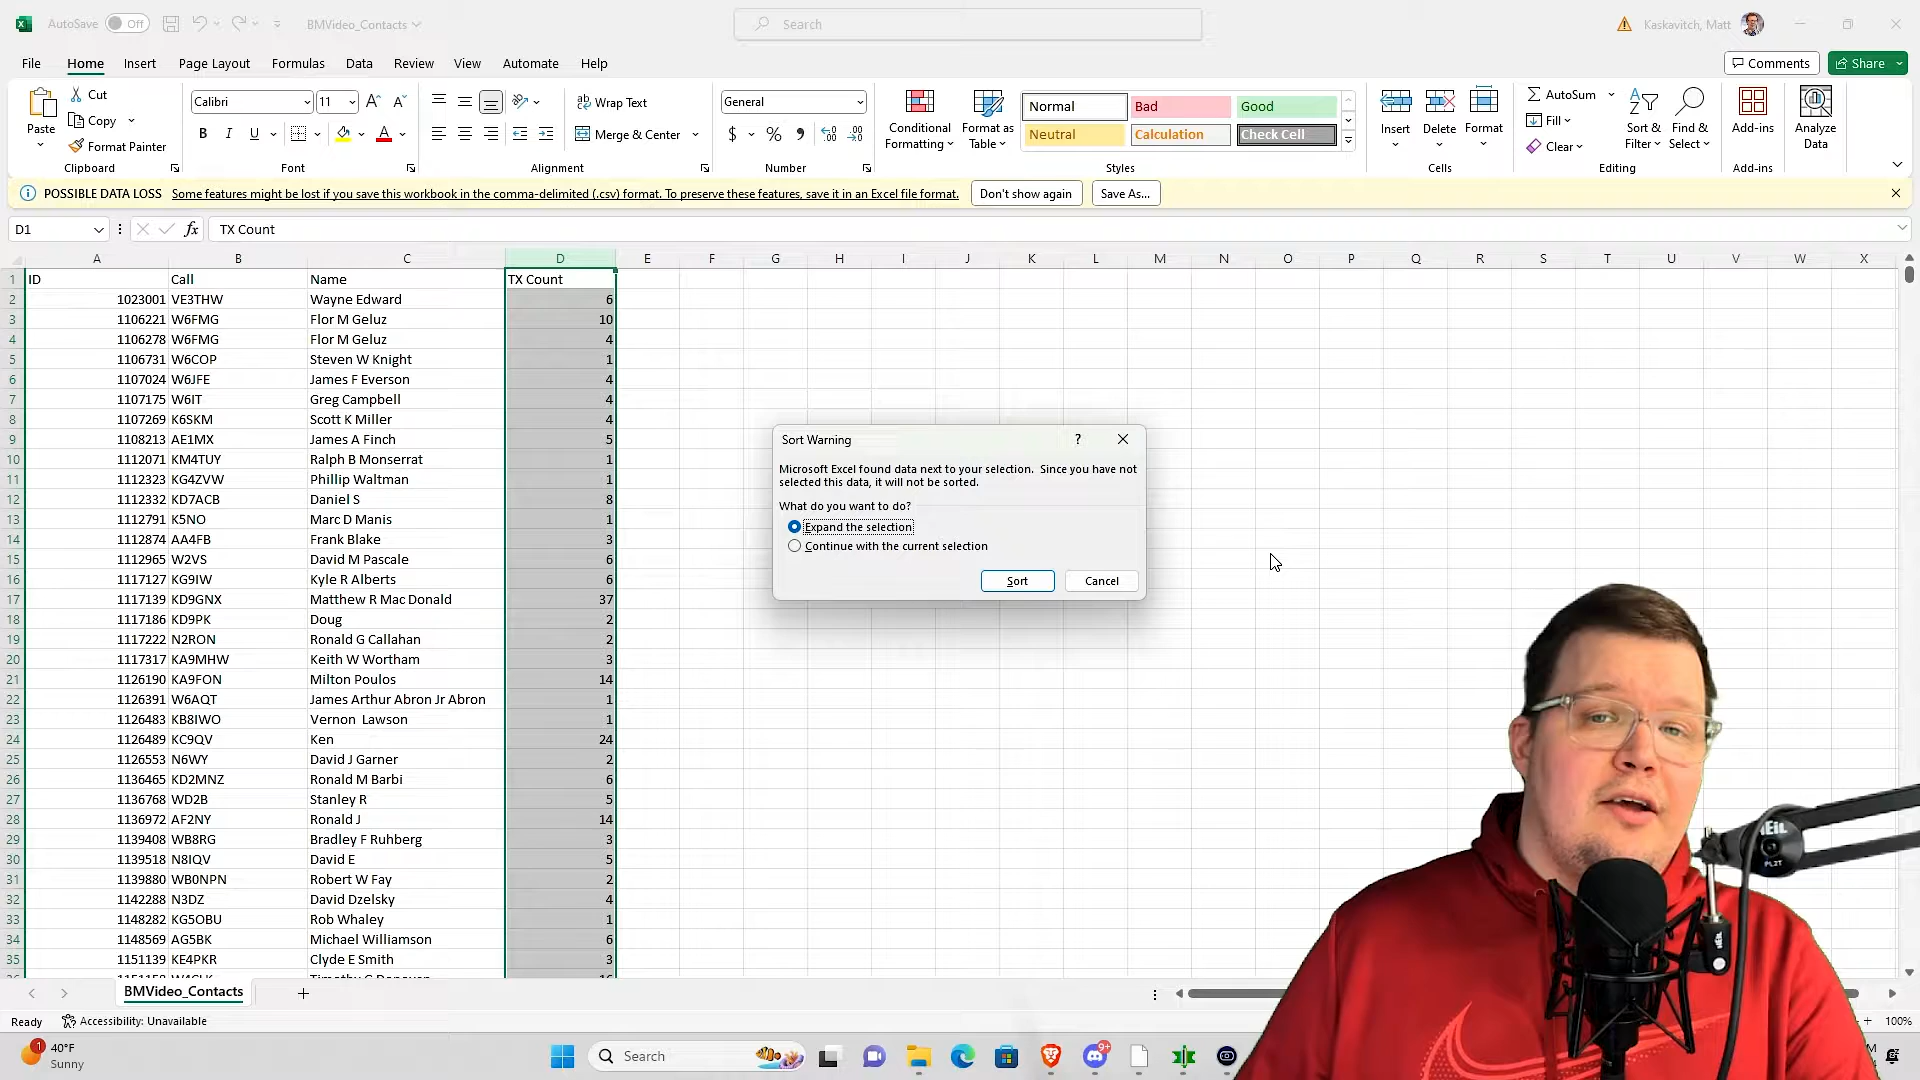 AutoSave Off BMVideo_Contacts Search Kaskavitch, Matt
File Home Insert Page Layout Formulas Data Review View Automate Help Comments Share
Paste Cut Copy Format Painter Clipboard
Calibri 11 B I U Font
Wrap Text Merge & Center Alignment
General $ % Number
Conditional Formatting Format as Table
Normal Bad Good
Neutral Calculation Check Cell
Styles
Insert Delete Format Cells
AutoSum Fill Clear Sort & Filter Find & Select Editing
Add-ins Add-ins
Analyze Data
POSSIBLE DATA LOSS Some features might be lost if you save this workbook in the comma-delimited (.csv) format. To preserve these features, save it in an Excel file format. Don't show again Save As...
D1 fx TX Count
A B C D E F G H I J K L M N O P Q R S T U V W X
1 ID Call Name TX Count
2 1023001 VE3THW Wayne Edward 6
3 1106221 W6FMG Flor M Geluz 10
4 1106278 W6FMG Flor M Geluz 4
5 1106731 W6COP Steven W Knight 1
6 1107024 W6JFE James F Everson 4
7 1107175 W6IT Greg Campbell 4
8 1107269 K6SKM Scott K Miller 4
9 1108213 AE1MX James A Finch 5
10 1112071 KM4TUY Ralph B Monserrat 1
11 1112323 KG4ZVW Phillip Waltman 1
12 1112332 KD7ACB Daniel S 8
13 1112791 K5NO Marc D Manis 1
14 1112874 AA4FB Frank Blake 3
15 1112965 W2VS David M Pascale 6
16 1117127 KG9IW Kyle R Alberts 6
17 1117139 KD9GNX Matthew R Mac Donald 37
18 1117186 KD9PK Doug 2
19 1117222 N2RON Ronald G Callahan 2
20 1117317 KA9MHW Keith W Wortham 3
21 1126190 KA9FON Milton Poulos 14
22 1126391 W6AQT James Arthur Abron Jr Abron 1
23 1126483 KB8IWO Vernon  Lawson 1
24 1126489 KC9QV Ken 24
25 1126553 N6WY David J Garner 2
26 1136465 KD2MNZ Ronald M Barbi 6
27 1136768 WD2B Stanley R 5
28 1136972 AF2NY Ronald J 14
29 1139408 WB8RG Bradley F Ruhberg 3
30 1139518 N8IQV David E 5
31 1139880 WB0NPN Robert W Fay 2
32 1142288 N3DZ David Dzelsky 4
33 1148282 KG5OBU Rob Whaley 1
34 1148569 AG5BK Michael Williamson 6
35 1151139 KE4PKR Clyde E Smith 3
Sort Warning ?
Microsoft Excel found data next to your selection. Since you have not
selected this data, it will not be sorted.
What do you want to do?
Expand the selection
Continue with the current selection
Sort Cancel
HEiL
PL2T
HEiL
BMVideo_Contacts
Ready Accessibility: Unavailable 100%
1 40°F
Sunny
Search 9+